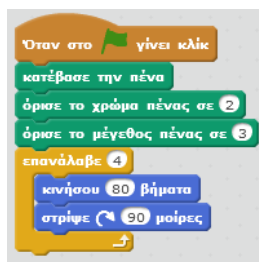 Όταν στο γίνει κλίκ
κατέβασε την πένα
όρισε το χρώμα πένας σε 2
όρισε το μέγεθος πένας σε 3
επανάλαβε 4
κινήσου 80 βήματα
στρίψε 90 μοίρες